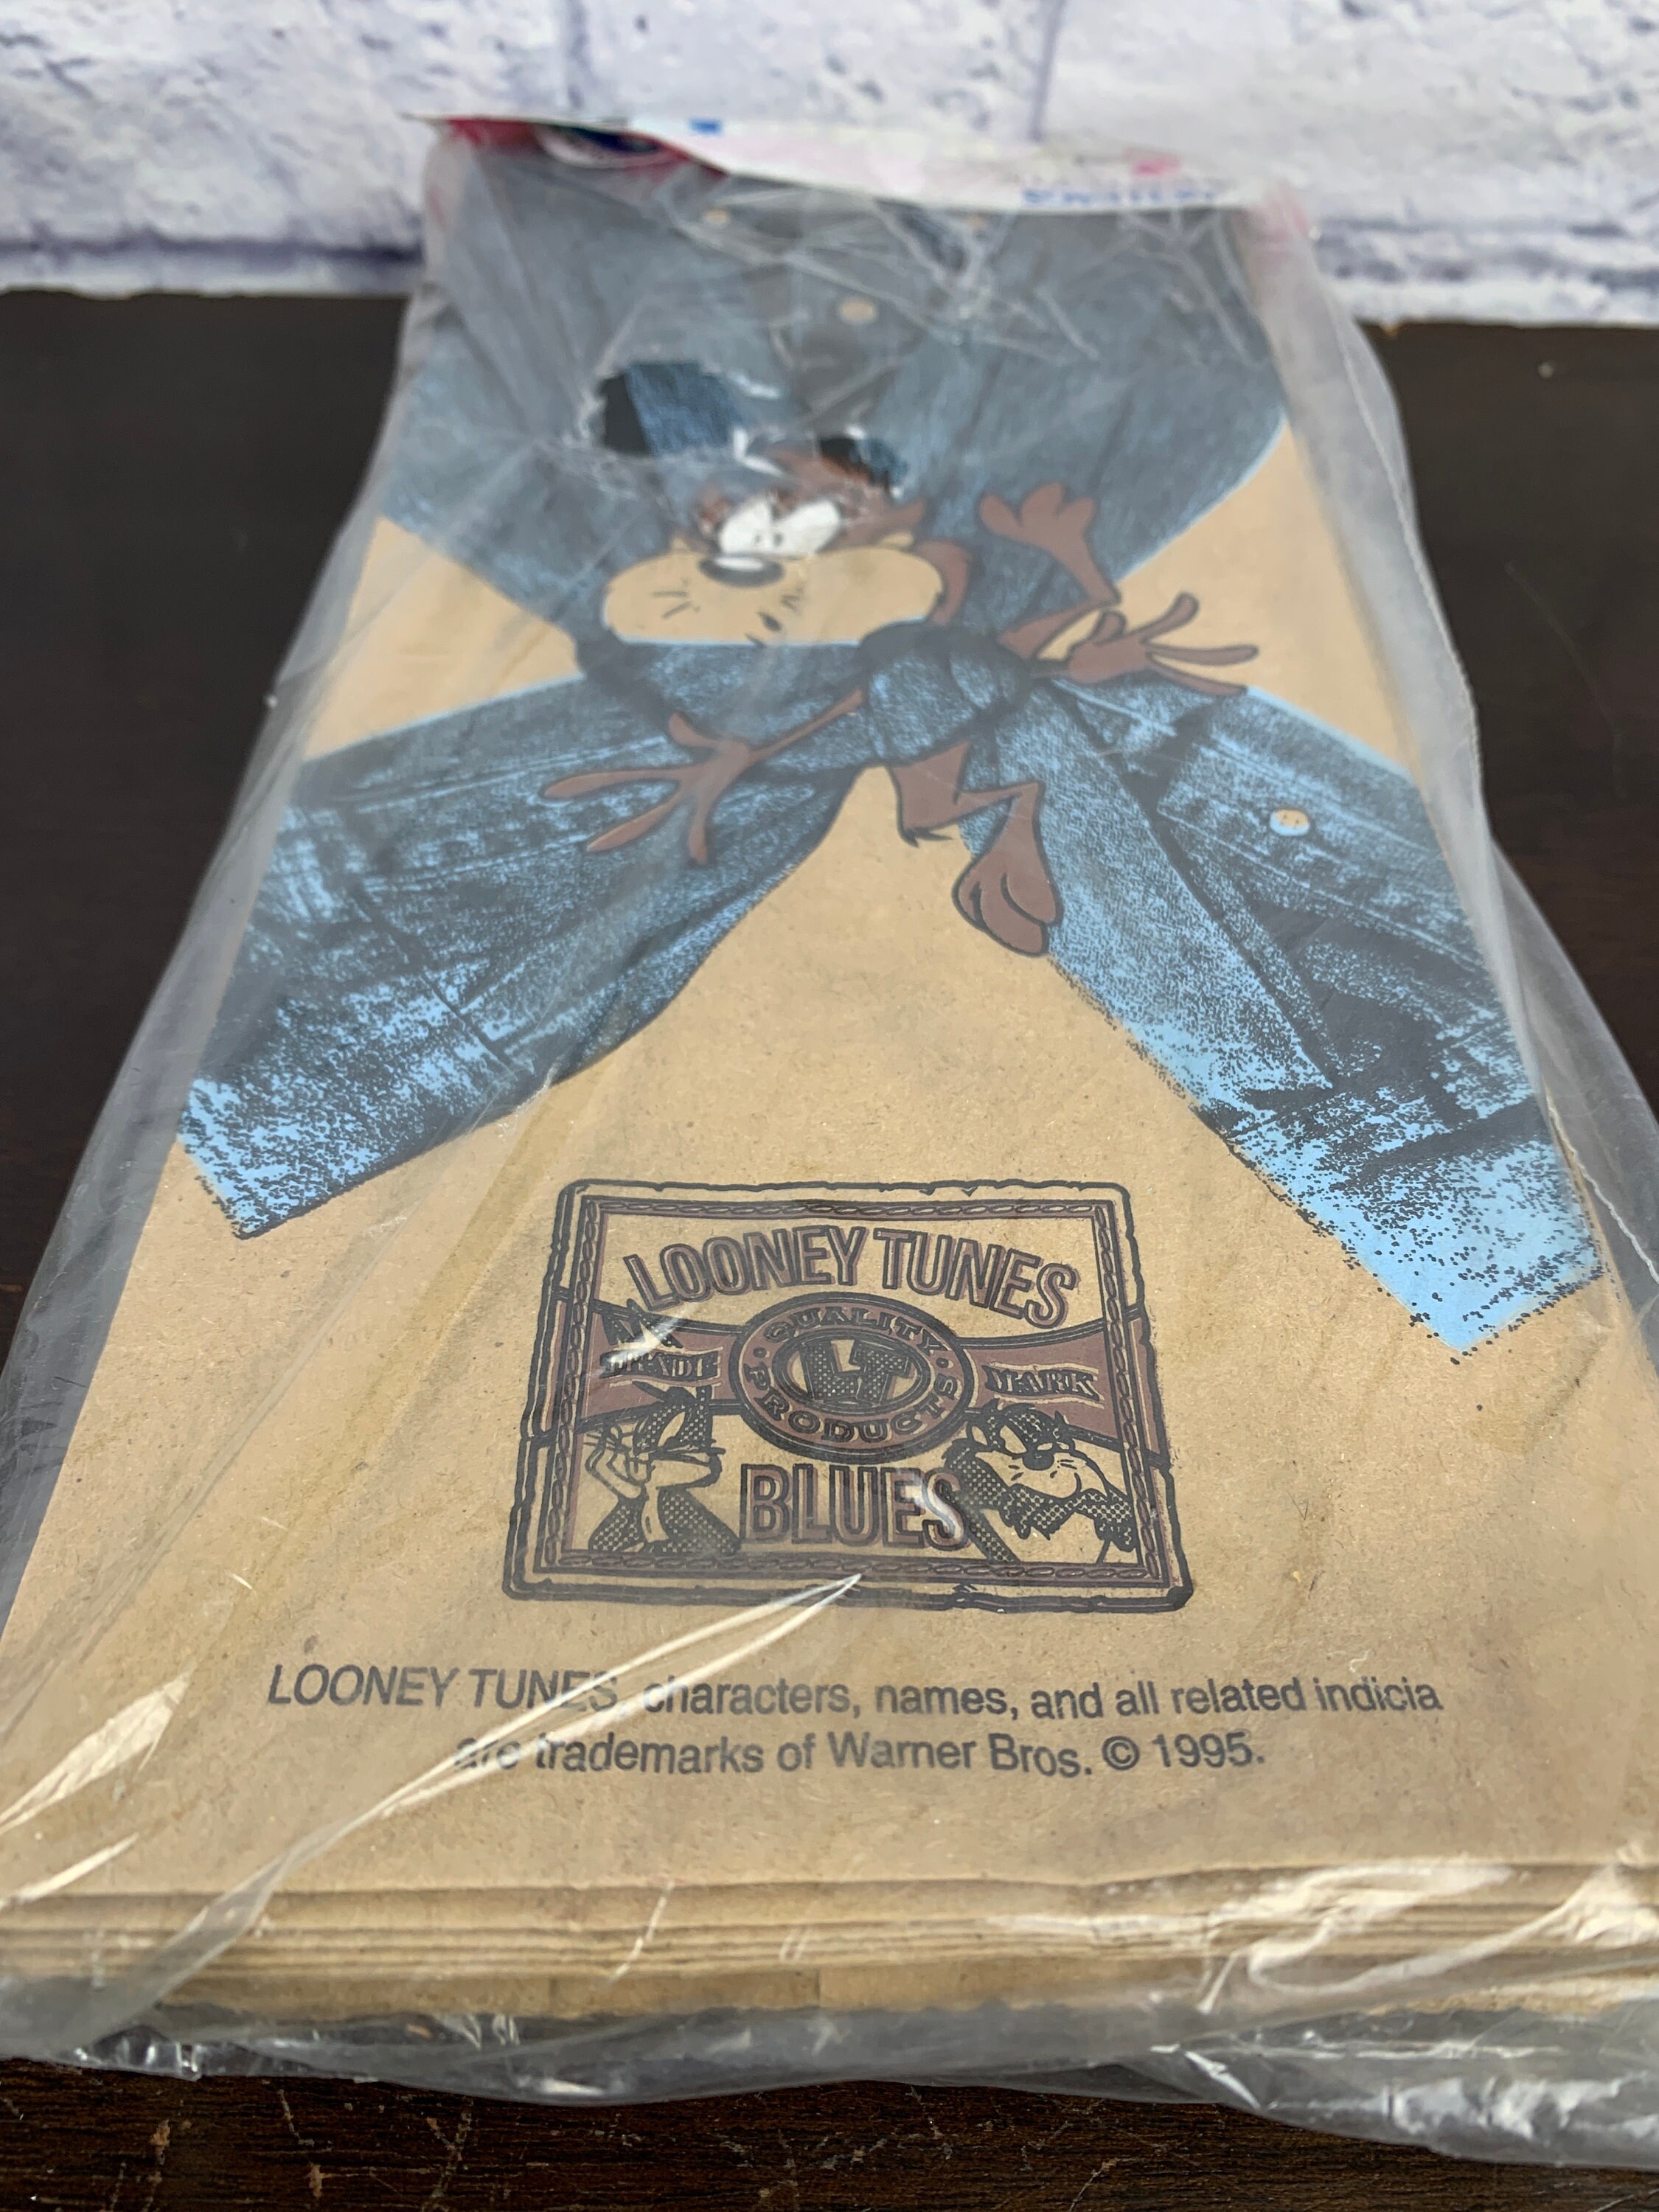 LOONEY TUNES
QUALITY
TRADE LT MARK
PRODUCTS
BLUES
LOONEY TUNES, characters, names, and all related indicia
are trademarks of Warner Bros. © 1995.